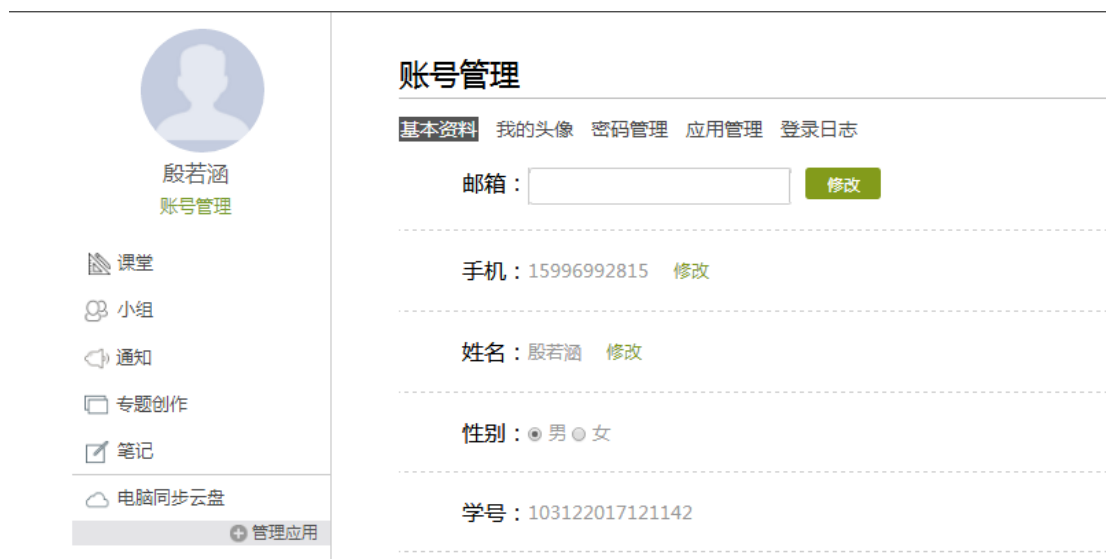 殷若涵
账号管理
课堂
小组
通知
专题创作
笔记
电脑同步云盘
管理应用
账号管理
基本资料 我的头像 密码管理 应用管理 登录日志
邮箱： 修改
手机：15996992815 修改
姓名：殷若涵 修改
性别：男 女
学号：103122017121142